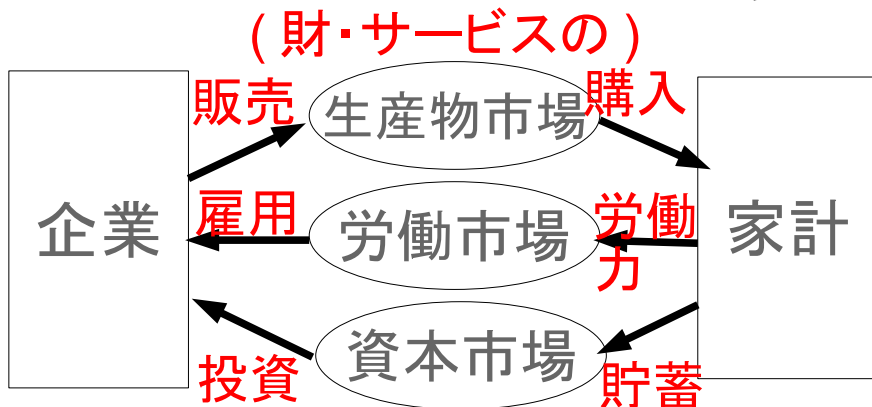 (財・サービスの)
販売
生産物市場
購入
企業
雇用
労働市場
労働
力
家計
投資
資本市場
貯蓄